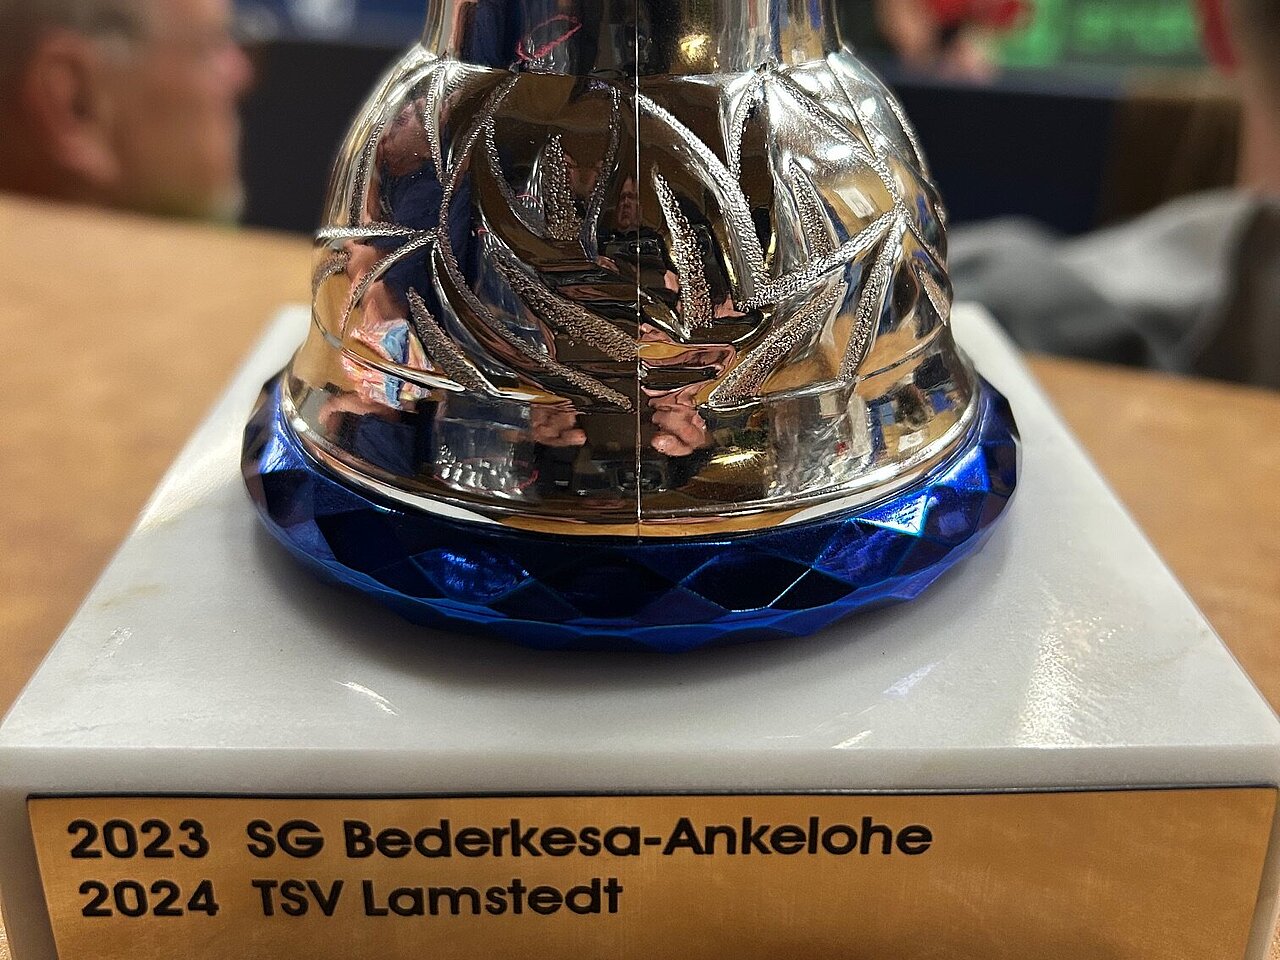 2023 SG Bederkesa-Ankelohe
2024 TSV Lamstedt